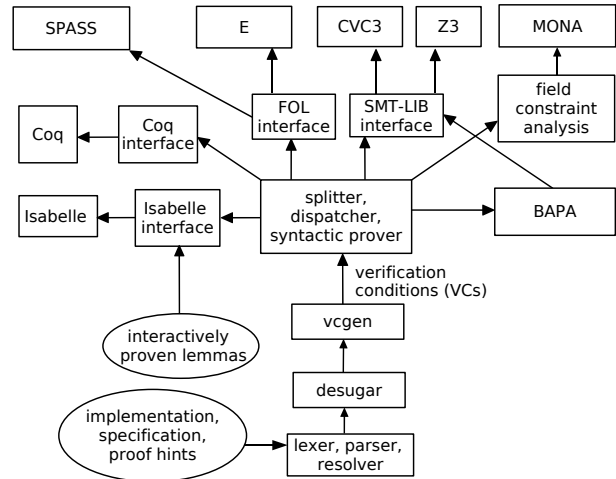 SPASS
E
CVC3
Z3
MONA
FOL
interface
SMT-LIB
interface
field
constraint
analysis
Coq
Coq
interface
Isabelle
Isabelle
interface
splitter,
dispatcher,
syntactic prover
BAPA
verification
conditions (VCs)
interactively
proven lemmas
vcgen
desugar
implementation,
specification,
proof hints
lexer, parser,
resolver